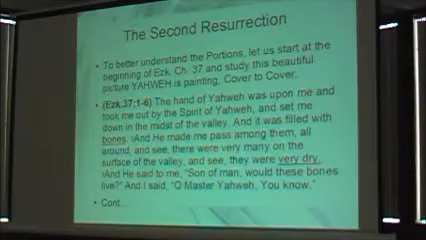 The Second Resurrection
• To better understand the Portions, let us start at the
beginning of Ezk. Ch. 37 and study this beautiful
picture YAHWEH is painting, Cover to Cover.
• (Ezk.37:1-6) The hand of Yahweh was upon me and
took me out by the Spirit of Yahweh, and set me
down in the midst of the valley. And it was filled with
bones. 2And He made me pass among them, all
around, and see, there were very many on the
surface of the valley, and see, they were very dry.
3And He said to me, "Son of man, would these bones
live?" And I said, "O Master Yahweh, You know."
• Cont...